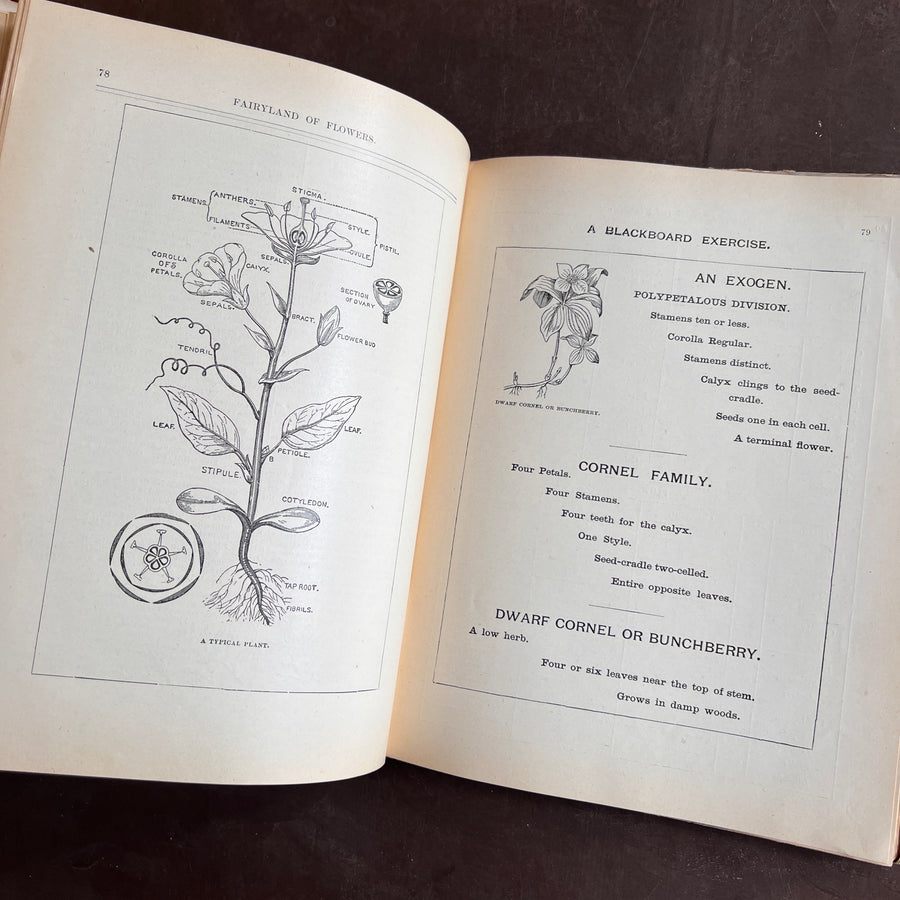 78
FAIRYLAND OF FLOWERS.
STIGMA.
STAMENS.
ANTHERS.
FILAMENTS
STYLE.
PISTIL.
OVULE.
SEPALS
COROLLA
OF 5
PETALS.
CALYX.
SEPALS.
SECTION
OF OVARY
BRACT.
FLOWER BUD
TENDRIL
LEAF.
LEAF.
PETIOLE.
B
STIPULE.
COTYLEDON.
TAP ROOT.
FIBRILS.
A TYPICAL PLANT.
79
A BLACKBOARD EXERCISE.
AN EXOGEN.
POLYPETALOUS DIVISION.
Stamens ten or less.
Corolla Regular.
Stamens distinct.
Calyx clings to the seed-
cradle.
Seeds one in each cell.
A terminal flower.
DWARF CORNEL OR BUNCHBERRY.
CORNEL FAMILY.
Four Petals.
Four Stamens.
Four teeth for the calyx.
One Style.
Seed-cradle two-celled.
Entire opposite leaves.
DWARF CORNEL OR BUNCHBERRY.
A low herb.
Four or six leaves near the top of stem.
Grows in damp woods.